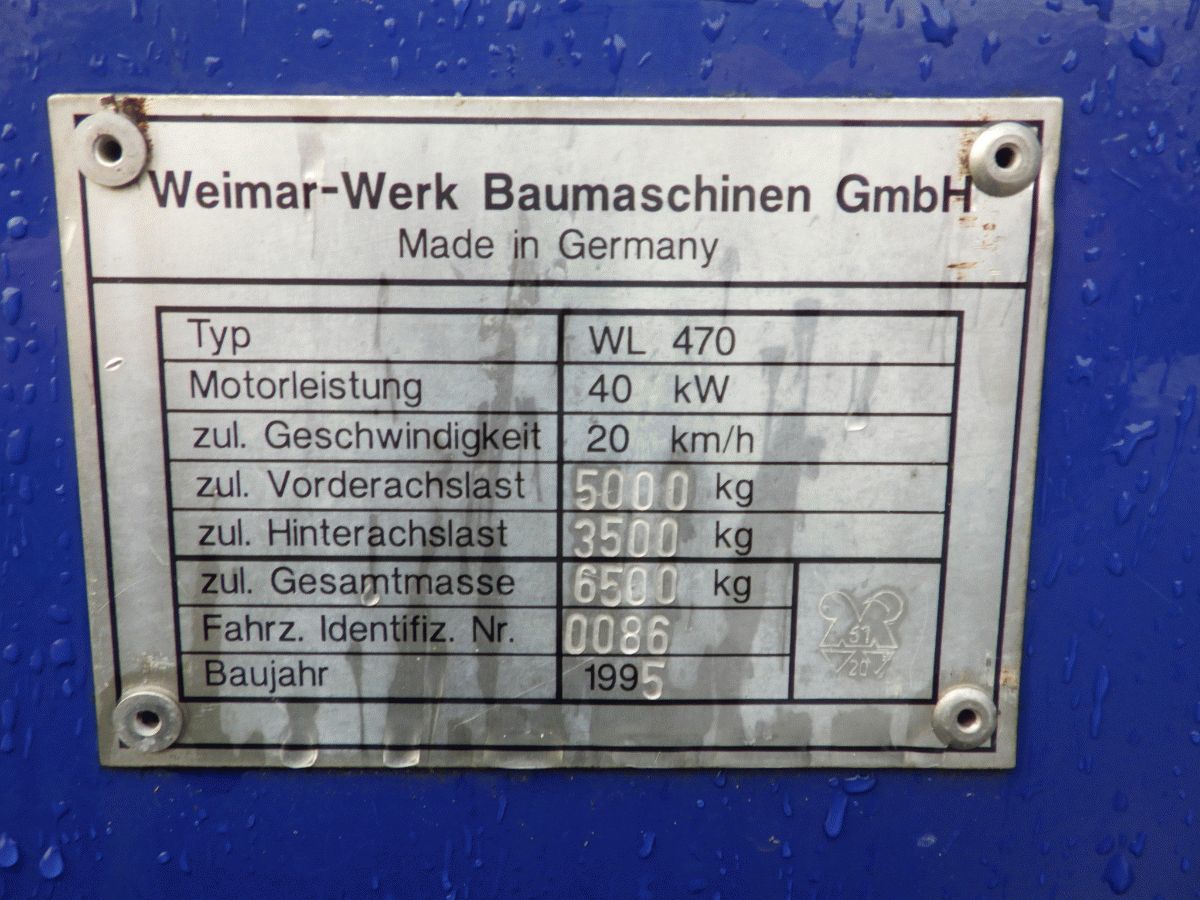 Weimar-Werk Baumaschinen GmbH
Made in Germany
Typ WL 470
Motorleistung 40 kW
zul. Geschwindigkeit 20 km/h
zul. Vorderachslast 5000 kg
zul. Hinterachslast 3500 kg
zul. Gesamtmasse 6500 kg
Fahrz. Identifiz. Nr. 0086
Baujahr 1995